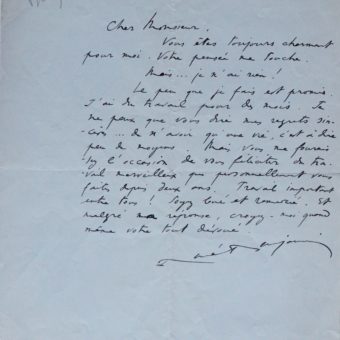 Cher Monsieur,
Vous êtes toujours charmant
pour moi. Votre pensée me touche.
Mais... je n'ai rien!
Le peu que je fais est promis.
J'ai du travail pour des mois. Je
ne peux que vous dire mes regrets sin-
cères... de n'avoir qu'une vie, c'est à dire
peu de moyens. Mais vous me fournis-
sez l'occasion de vous féliciter du tra-
vail merveilleux que personnellement vous
faites depuis deux ans. Travail important
entre tous! Soyez loué et remercié. Et
malgré ma réponse, croyez-moi quand
même votre tout dévoué.